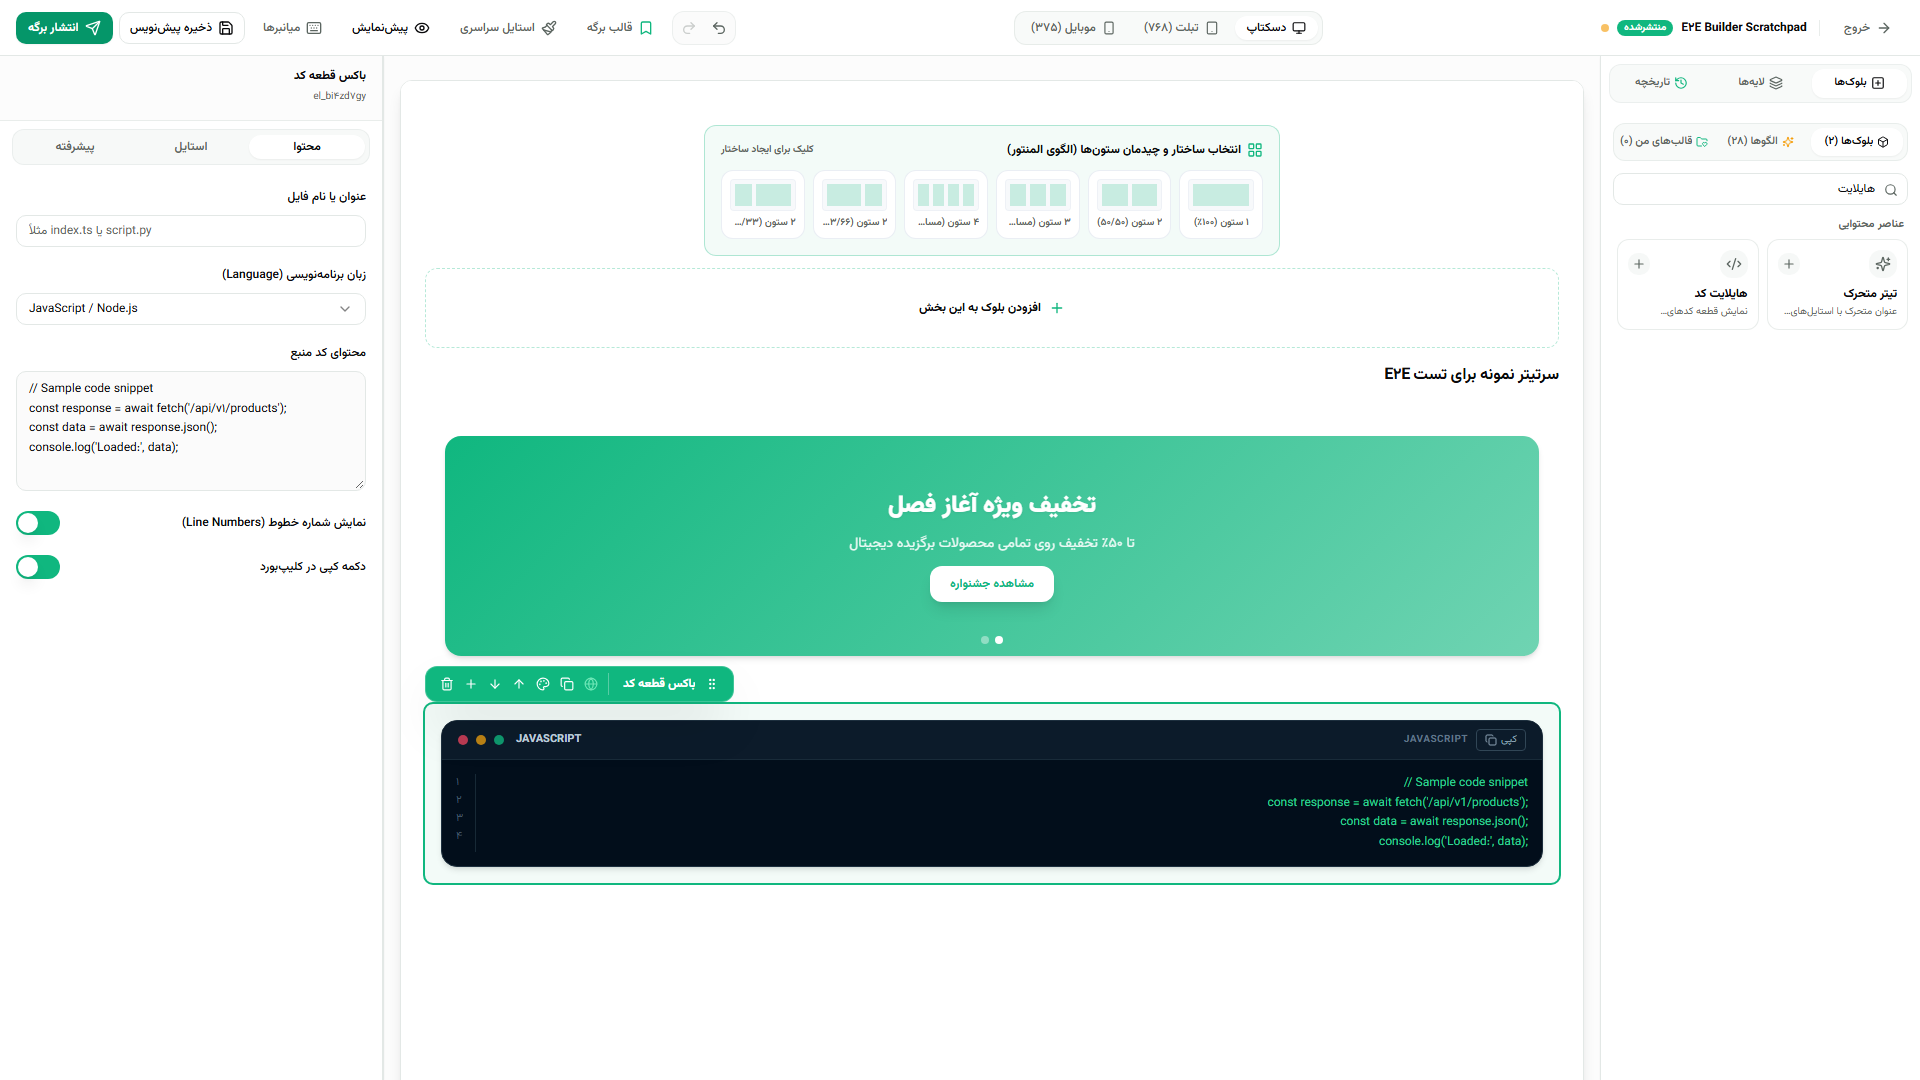 خروج
E۲E Builder Scratchpad
منتشرشده
دسکتاپ
تبلت (۷۶۸)
موبایل (۳۷۵)
قالب برگه
استایل سراسری
پیش‌نمایش
میانبرها
ذخیره پیش‌نویس
انتشار برگه
بلوک‌ها
لایه‌ها
تاریخچه
بلوک‌ها (۲)
الگوها (۲۸)
قالب‌های من (۰)
هایلایت
عناصر محتوایی
تیتر متحرک
عنوان متحرک با استایل‌های...
هایلایت کد
نمایش قطعه کدهای...
انتخاب ساختار و چیدمان ستون‌ها (الگوی المنتور)
کلیک برای ایجاد ساختار
۱ ستون (۱۰۰٪)
۲ ستون (۵۰/۵۰)
۳ ستون (مسا...
۴ ستون (مسا...
۲ ستون (۳/۶۶...
۲ ستون (۳۳/...
افزودن بلوک به این بخش
سرتیتر نمونه برای تست E۲E
تخفیف ویژه آغاز فصل
تا ۵۰٪ تخفیف روی تمامی محصولات برگزیده دیجیتال
مشاهده جشنواره
باکس قطعه کد
JAVASCRIPT
JAVASCRIPT
کپی
۱
۲
۳
۴
// Sample code snippet
const response = await fetch('/api/v۱/products');
const data = await response.json();
console.log('Loaded:', data);
باکس قطعه کد
el_bi۴zd۷gy
محتوا
استایل
پیشرفته
عنوان یا نام فایل
مثلاً index.ts یا script.py
زبان برنامه‌نویسی (Language)
JavaScript / Node.js
محتوای کد منبع
// Sample code snippet
const response = await fetch('/api/v۱/products');
const data = await response.json();
console.log('Loaded:', data);
نمایش شماره خطوط (Line Numbers)
دکمه کپی در کلیپ‌بورد